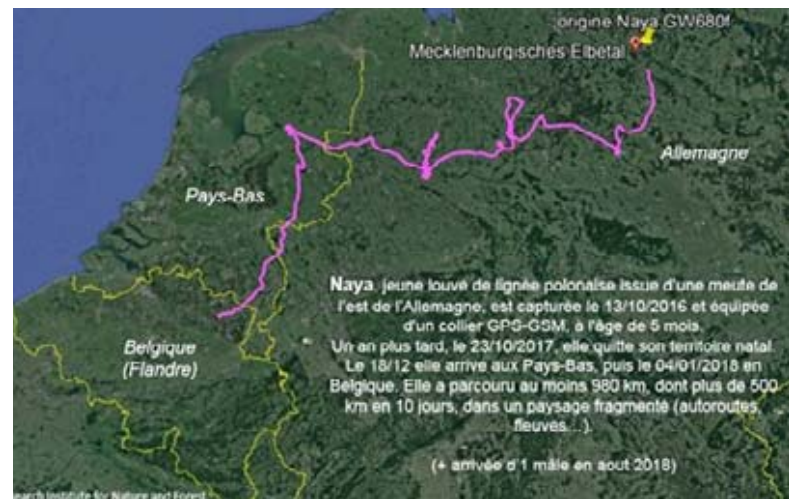 origine Naya GW680f
Mecklenburgisches Elbetal
Allemagne
Pays-Bas
Belgique
(Flandre)
Naya, jeune louve de lignée polonaise issue d'une meute de
l'est de l'Allemagne, est capturée le 13/10/2016 et équipée
d'un collier GPS-GSM, à l'âge de 5 mois.
Un an plus tard, le 23/10/2017, elle quitte son territoire natal.
Le 18/12 elle arrive aux Pays-Bas, puis le 04/01/2018 en
Belgique. Elle a parcouru au moins 980 km, dont plus de 500
km en 10 jours, dans un paysage fragmenté (autoroutes,
fleuves...).
(+ arrivée d'1 mâle en aout 2018)
search Institute for Nature and Forest